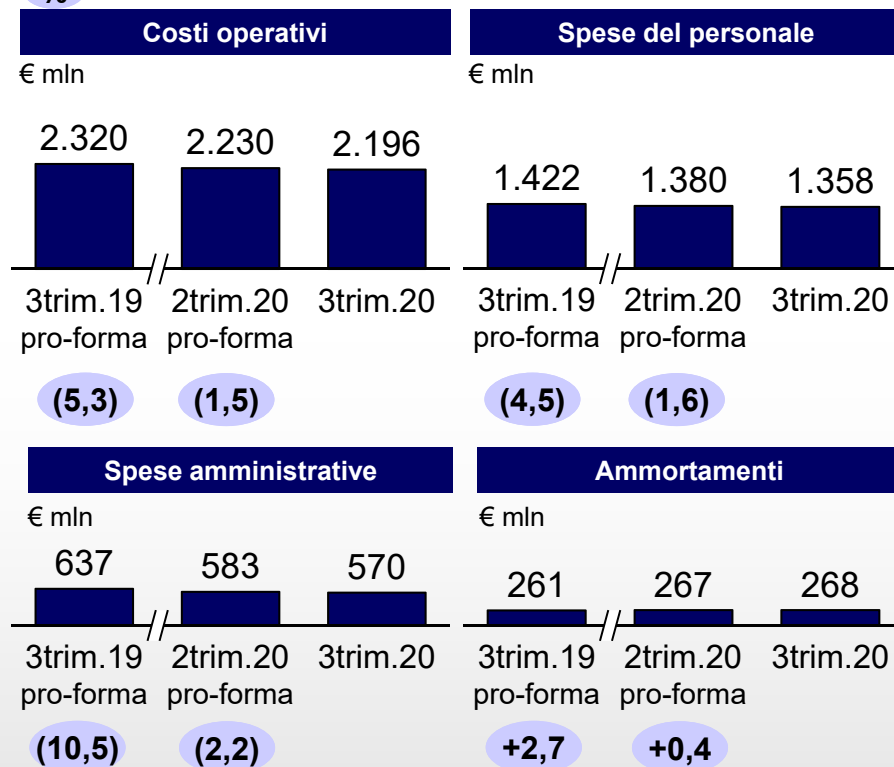 %
Costi operativi
€ mln
2.320 2.230 2.196
3trim.19 2trim.20 3trim.20
pro-forma pro-forma
(5,3) (1,5)
Spese del personale
€ mln
1.422 1.380 1.358
3trim.19 2trim.20 3trim.20
pro-forma pro-forma
(4,5) (1,6)
Spese amministrative
€ mln
637 583 570
3trim.19 2trim.20 3trim.20
pro-forma pro-forma
(10,5) (2,2)
Ammortamenti
€ mln
261 267 268
3trim.19 2trim.20 3trim.20
pro-forma pro-forma
+2,7 +0,4